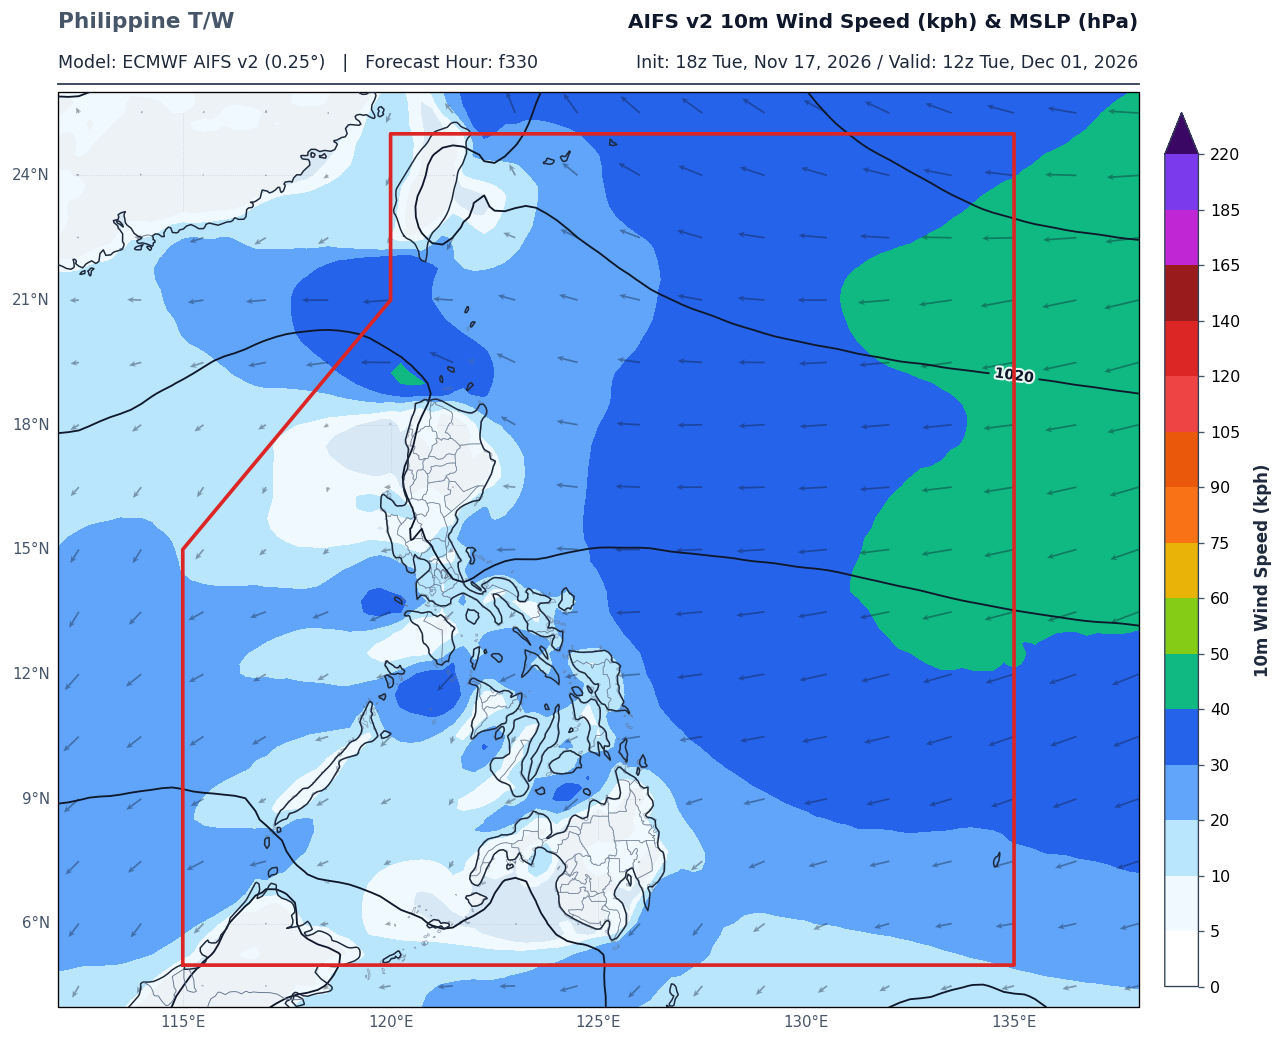 Philippine T/W
AIFS v2 10m Wind Speed (kph) & MSLP (hPa)
Model: ECMWF AIFS v2 (0.25°) | Forecast Hour: f330
Init: 18z Tue, Nov 17, 2026 / Valid: 12z Tue, Dec 01, 2026
24°N
21°N
18°N
15°N
12°N
9°N
6°N
1020
115°E
120°E
125°E
130°E
135°E
220
185
165
140
120
105
90
75
60
50
40
30
20
10
5
0
10m Wind Speed (kph)